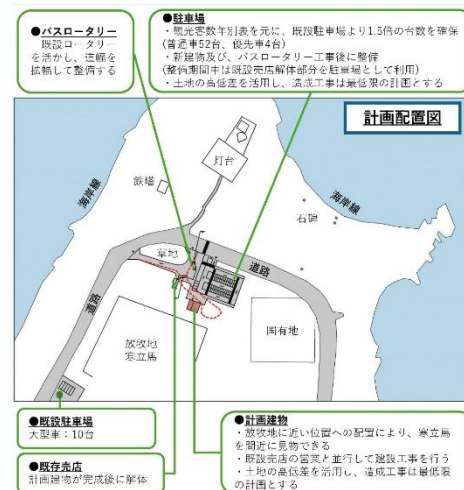 ●バスロータリー
既設ロータリー
を活かし、道幅を
拡幅して整備する
●駐車場
・観光客数年別表を元に、既設駐車場より1.5倍の台数を確保
(普通車52台、優先車4台)
・新建物及び、バスロータリー工事後に整備
(整備期間中は既設売店解体部分を駐車場として利用)
・土地の高低差を活用し、造成工事は最低限の計画とする
計画配置図
灯台
鉄塔
海岸線
海岸線
石碑
草地
道路
道路
放牧地
寒立馬
国有地
●既設駐車場
大型車：10台
●既存売店
計画建物が完成後に解体
●計画建物
・放牧地に近い位置への配置により、寒立馬
を間近に見物できる
・既設売店の営業と並行して建設工事を行う
・土地の高低差を活用し、造成工事は最低限
の計画とする